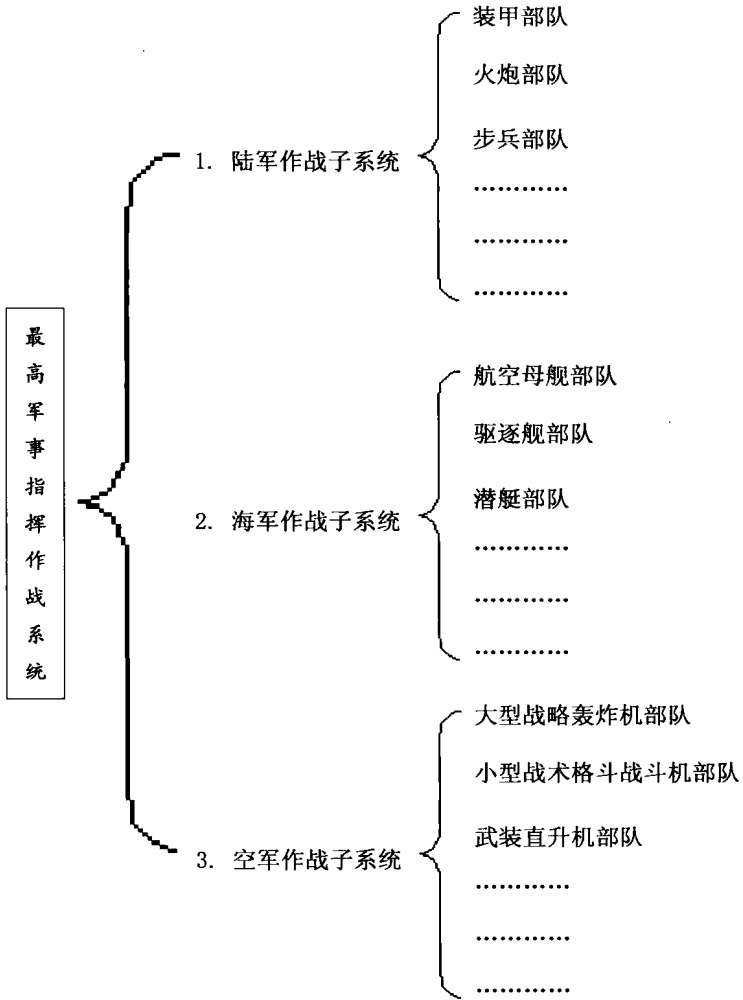 最高军事指挥作战系统
1. 陆军作战子系统
装甲部队
火炮部队
步兵部队
…………
…………
…………
2. 海军作战子系统
航空母舰部队
驱逐舰部队
潜艇部队
…………
…………
…………
3. 空军作战子系统
大型战略轰炸机部队
小型战术格斗战斗机部队
武装直升机部队
…………
…………
…………